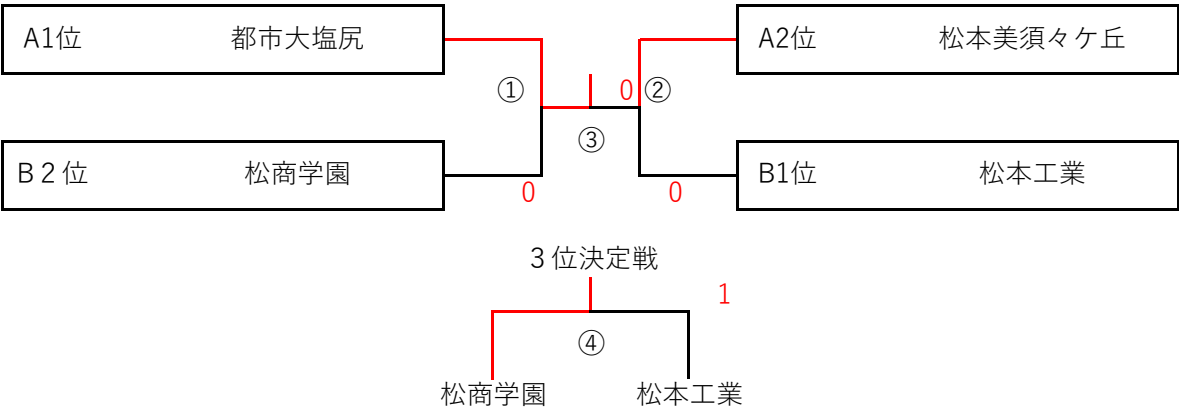 A1位 都市大塩尻
A2位 松本美須々ケ丘
① 0 ②
③
B２位 松商学園
B1位 松本工業
0 0
３位決定戦
1
④
松商学園 松本工業